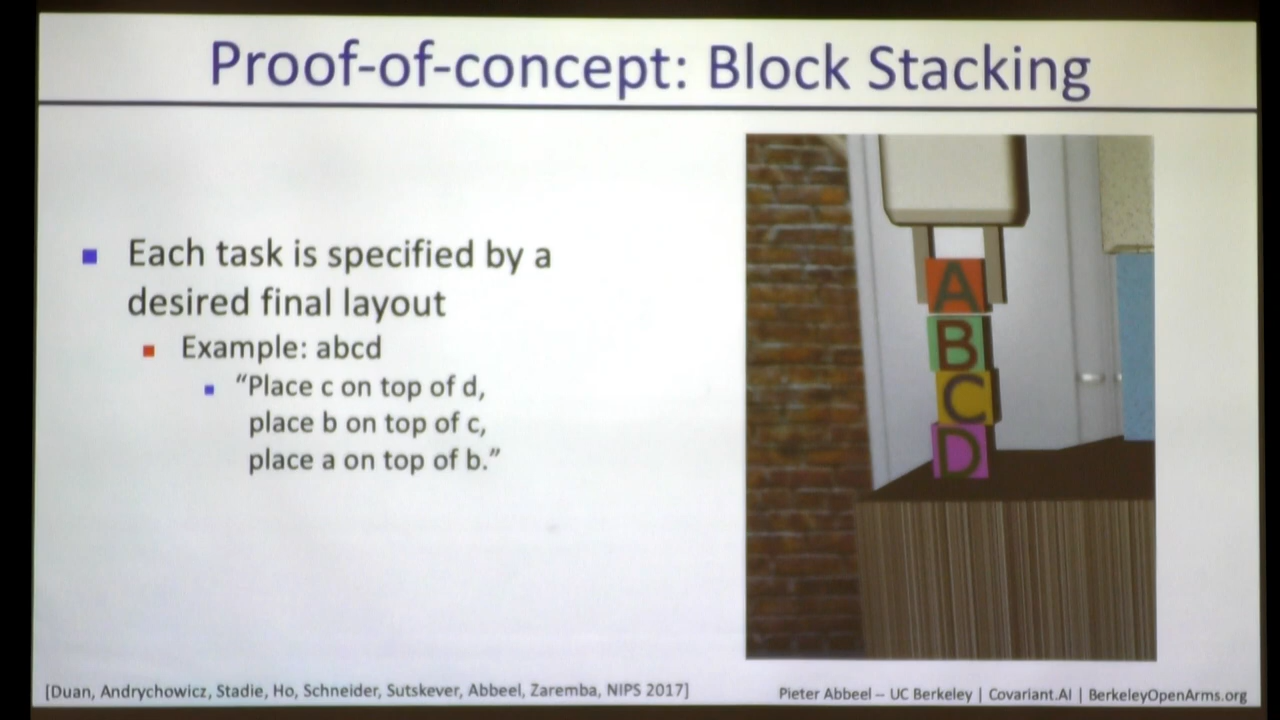 Proof-of-concept: Block Stacking
Each task is specified by a
desired final layout
Example: abcd
“Place c on top of d,
place b on top of c,
place a on top of b.”
A
B
C
D
[Duan, Andrychowicz, Stadie, Ho, Schneider, Sutskever, Abbeel, Zaremba, NIPS 2017]
Pieter Abbeel – UC Berkeley | Covariant.AI | BerkeleyOpenArms.org